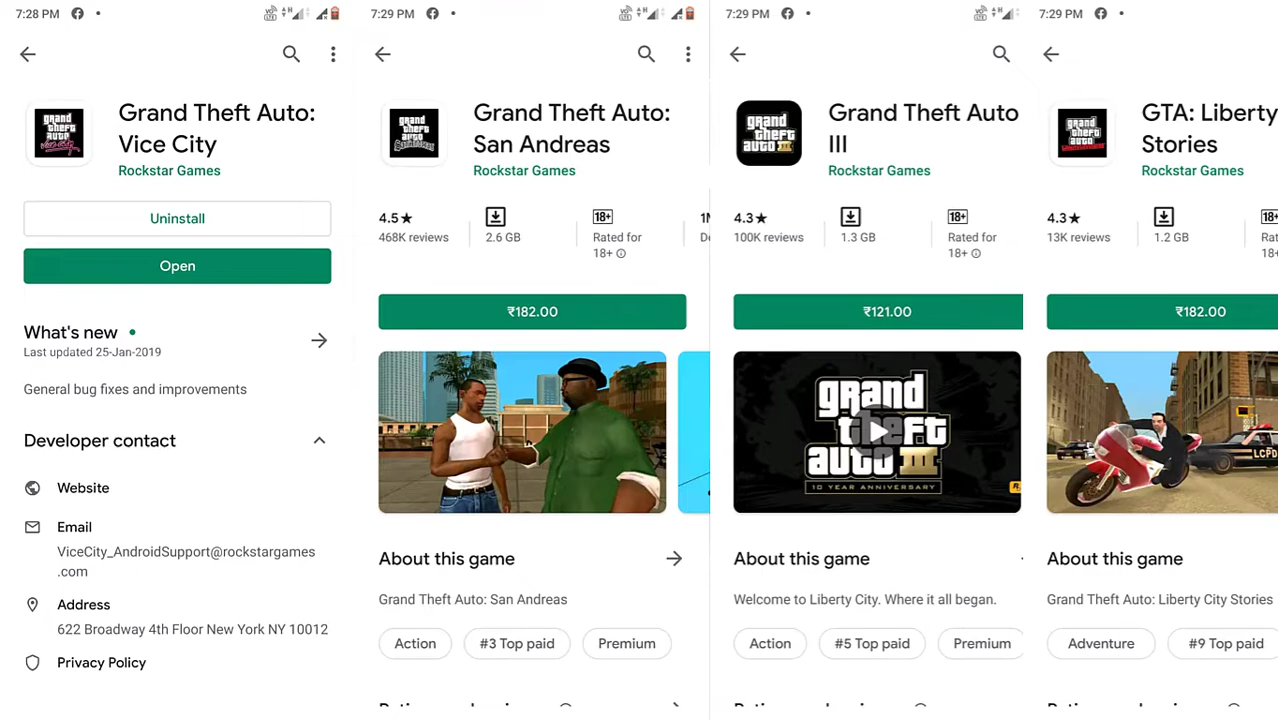 7:28 PM
Grand Theft Auto:
Vice City
Rockstar Games
Uninstall
Open
What's new
Last updated 25-Jan-2019
General bug fixes and improvements
Developer contact
Website
Email
ViceCity_AndroidSupport@rockstargames
.com
Address
622 Broadway 4th Floor New York NY 10012
Privacy Policy
7:29 PM
Grand Theft Auto:
San Andreas
Rockstar Games
4.5★
468K reviews
2.6 GB
18+
Rated for
18+
Action
7:29 PM
Grand Theft Auto
III
Rockstar Games
4.3★
100K reviews
1.3 GB
18+
Rated for
18+
₹121.00
grand
theft
auto III
10 YEAR ANNIVERSARY
About this game
Welcome to Liberty City. Where it all began.
Action
#5 Top paid
Premium
₹182.00
About this game
Grand Theft Auto: San Andreas
#3 Top paid
Premium
7:29 PM
GTA: Liberty
Stories
Rockstar Games
4.3★
13K reviews
1.2 GB
18+
₹182.00
LCPD
About this game
Grand Theft Auto: Liberty City Stories
Adventure
#9 Top paid